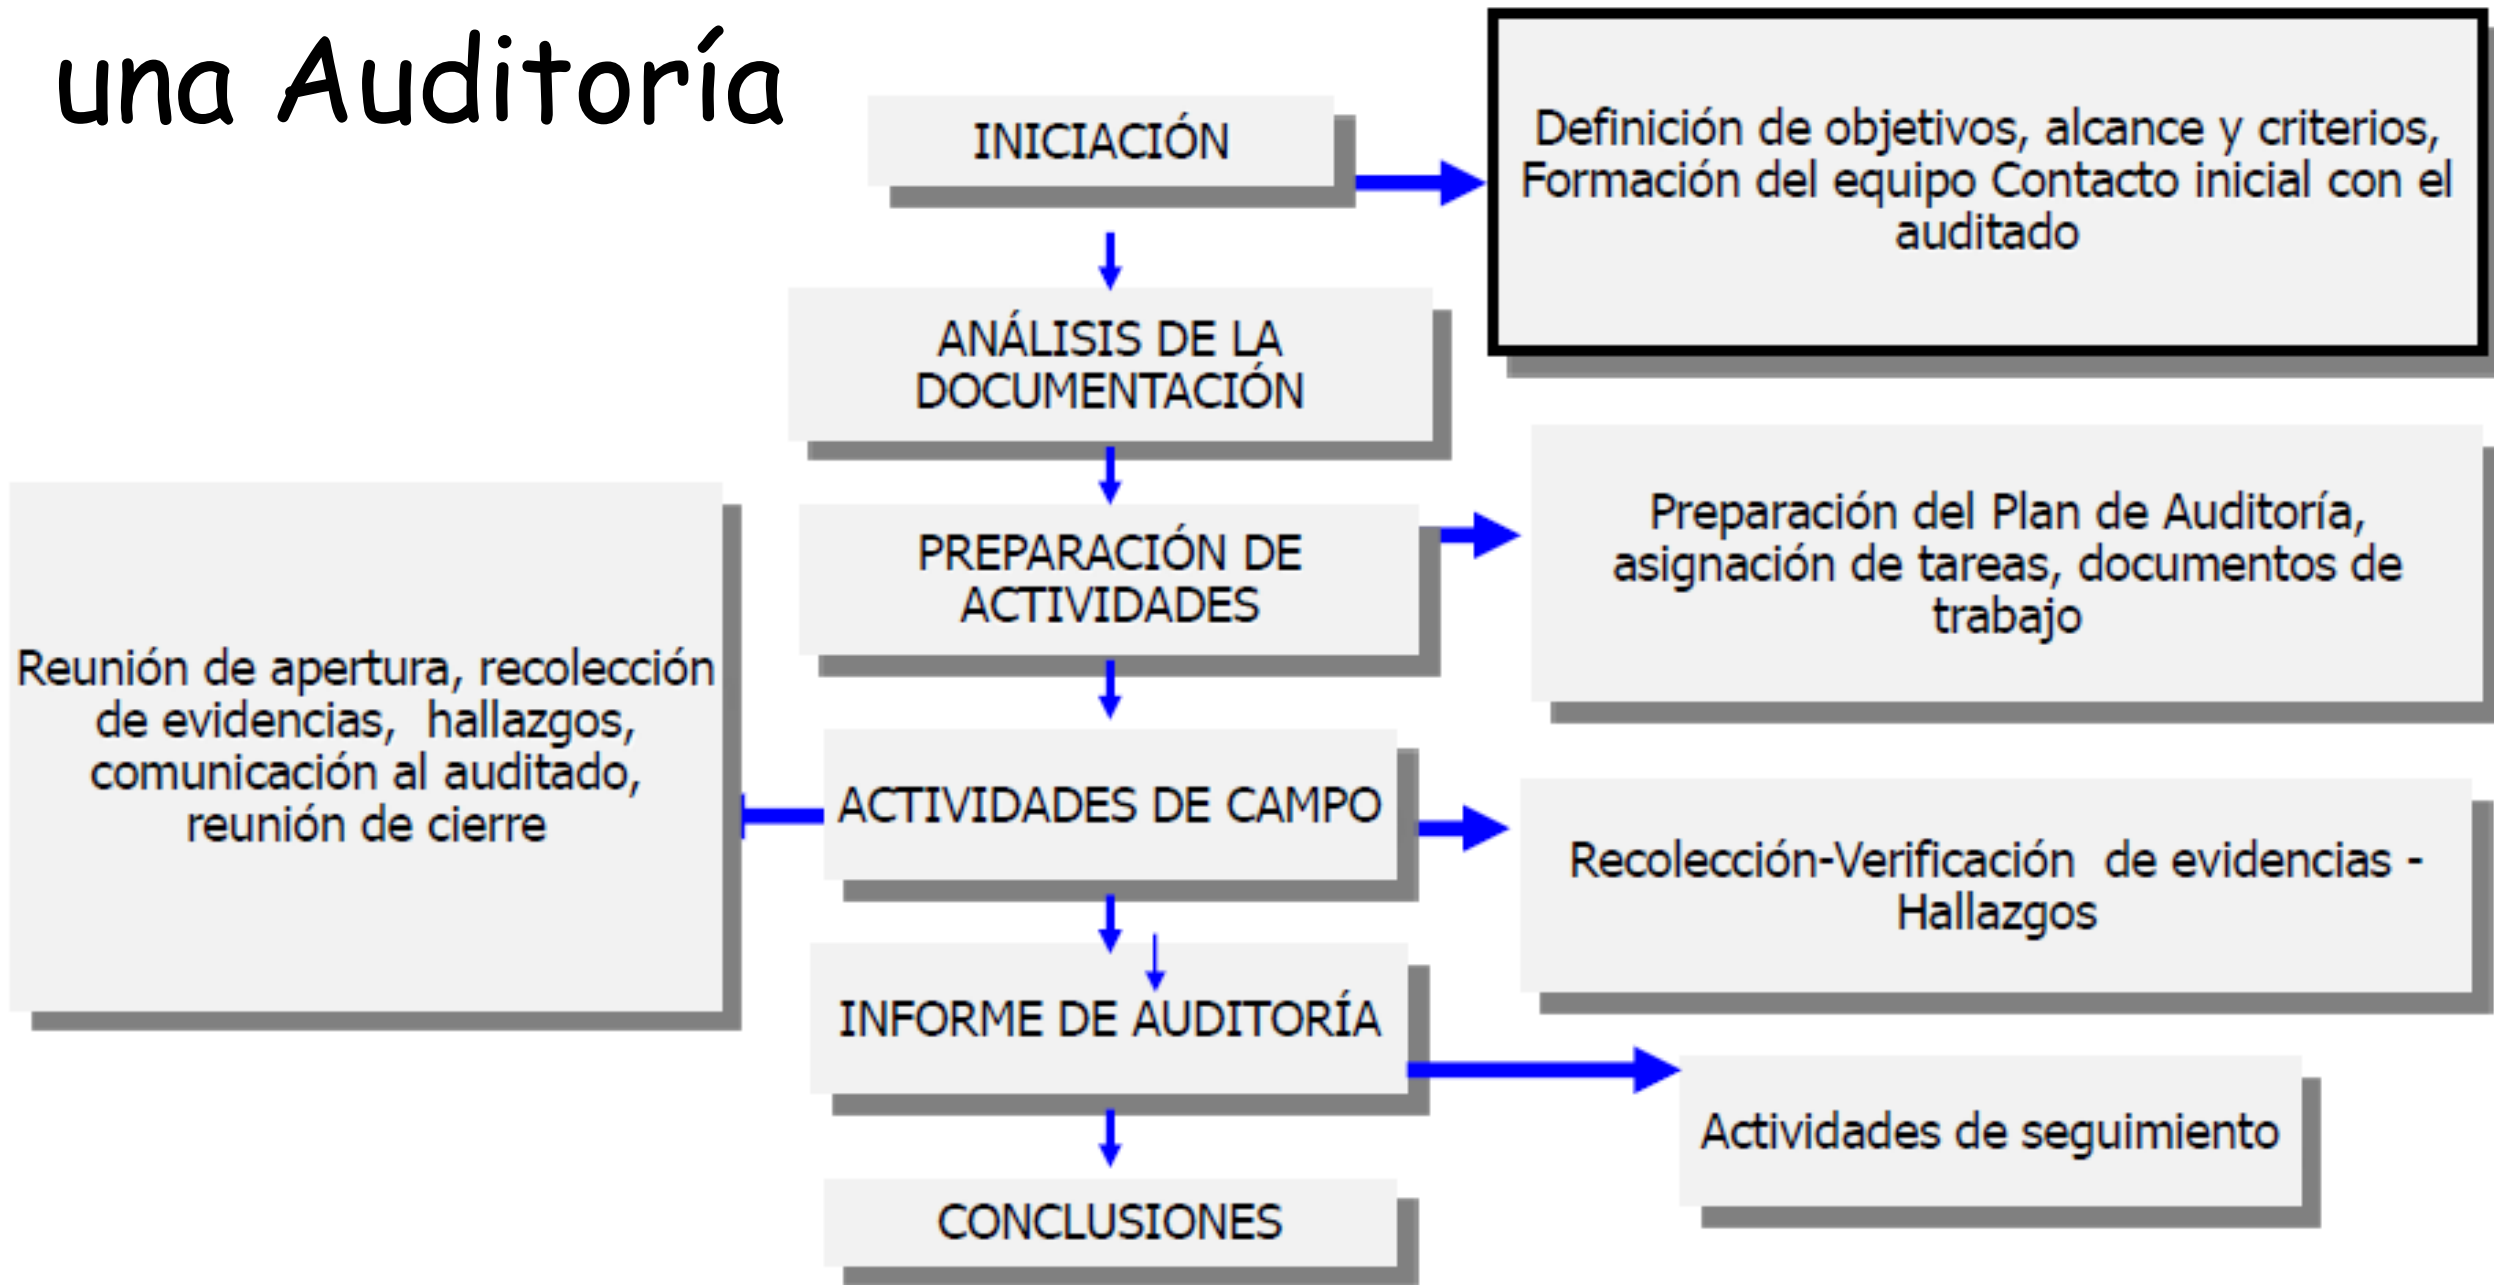 una Auditoría
INICIACIÓN
Definición de objetivos, alcance y criterios,
Formación del equipo Contacto inicial con el
auditado
ANÁLISIS DE LA
DOCUMENTACIÓN
PREPARACIÓN DE
ACTIVIDADES
Preparación del Plan de Auditoría,
asignación de tareas, documentos de
trabajo
Reunión de apertura, recolección
de evidencias, hallazgos,
comunicación al auditado,
reunión de cierre
ACTIVIDADES DE CAMPO
Recolección-Verificación de evidencias -
Hallazgos
INFORME DE AUDITORÍA
Actividades de seguimiento
CONCLUSIONES